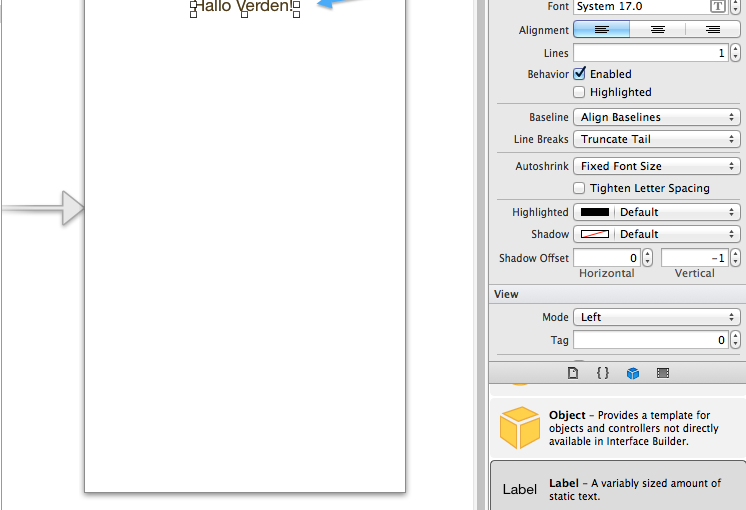 Hallo Verden!
Font System 17.0 T
Alignment
Lines 1
Behavior Enabled
Highlighted
Baseline Align Baselines
Line Breaks Truncate Tail
Autoshrink Fixed Font Size
Tighten Letter Spacing
Highlighted Default
Shadow Default
Shadow Offset 0 -1
Horizontal Vertical
View
Mode Left
Tag 0
{}
Object – Provides a template for
objects and controllers not directly
available in Interface Builder.
Label
Label – A variably sized amount of
static text.